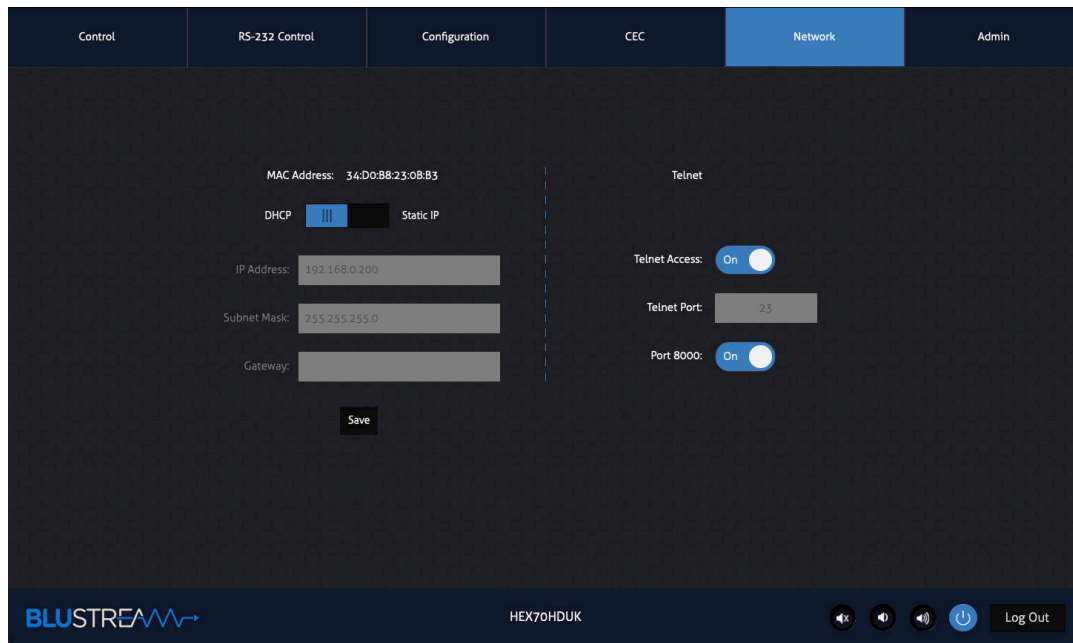 Control RS-232 Control Configuration CEC Network Admin
MAC Address: 34:D0:B8:23:0B:B3
DHCP Static IP
IP Address: 192.168.0.200
Subnet Mask: 255.255.255.0
Gateway:
Save
Telnet
Telnet Access: On
Telnet Port: 23
Port 8000: On
BLUSTREAM HEX70HDUK Log Out